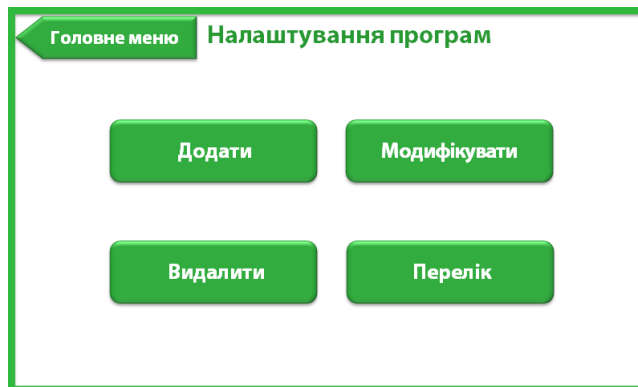 Головне меню
Налаштування програм
Додати
Модифікувати
Видалити
Перелік